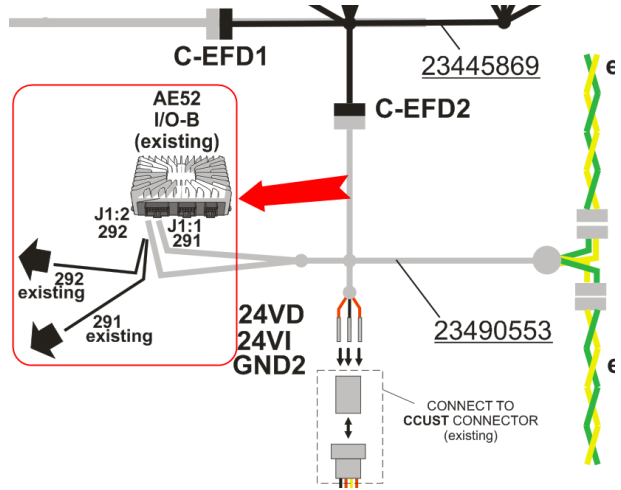 C-EFD1
23445869
e
AE52
I/O-B
(existing)
C-EFD2
J1:2
292
J1:1
291
292
existing
291
existing
24VD
24VI
GND2
23490553
e
CONNECT TO
CCUST CONNECTOR
(existing)